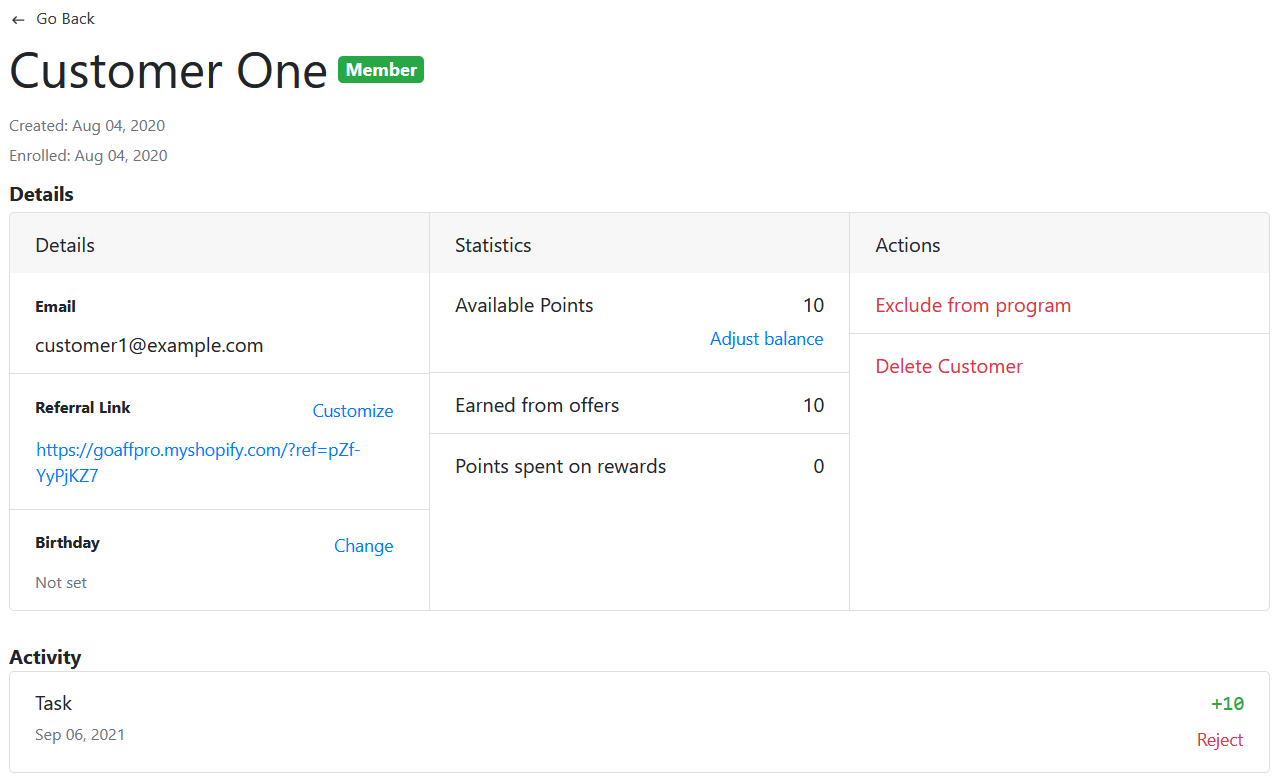 ← Go Back
Customer One Member
Created: Aug 04, 2020
Enrolled: Aug 04, 2020
Details
Details
Email
customer1@example.com
Referral Link Customize
https://goaffpro.myshopify.com/?ref=pZf-
YyPjKZ7
Birthday Change
Not set
Statistics
Available Points 10
Adjust balance
Earned from offers 10
Points spent on rewards 0
Actions
Exclude from program
Delete Customer
Activity
Task +10
Sep 06, 2021 Reject